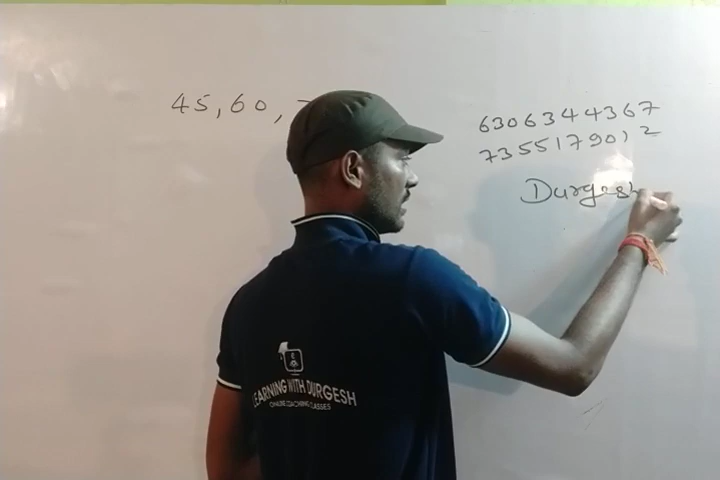 45, 60,
6306344367
7355179012
Durgesh
LEARNING WITH DURGESH
ONLINE COACHING CLASSES